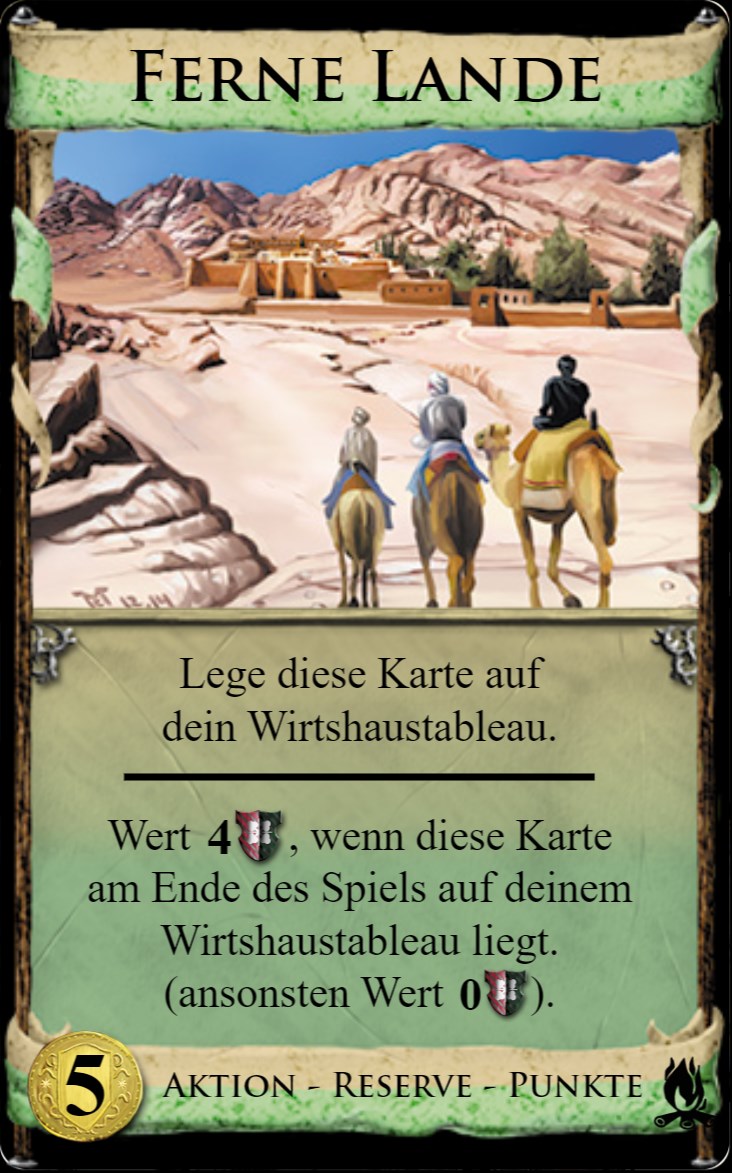 FERNE LANDE
Lege diese Karte auf
dein Wirtshaustableau.
Wert 4 , wenn diese Karte
am Ende des Spiels auf deinem
Wirtshaustableau liegt.
(ansonsten Wert 0 ).
5 AKTION - RESERVE - PUNKTE